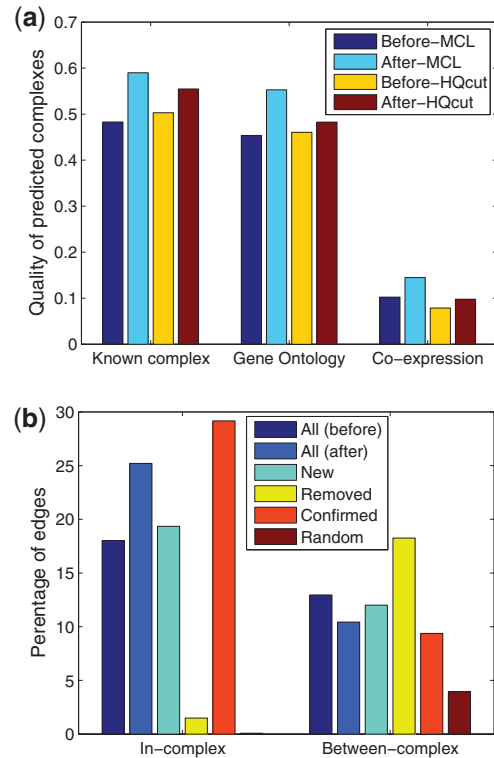 (a)
Quality of predicted complexes
0.7
0.6
0.5
0.4
0.3
0.2
0.1
0
Before-MCL
After-MCL
Before-HQcut
After-HQcut
Known complex
Gene Ontology
Co-expression
(b)
Perentage of edges
30
25
20
15
10
5
0
All (before)
All (after)
New
Removed
Confirmed
Random
In-complex
Between-complex